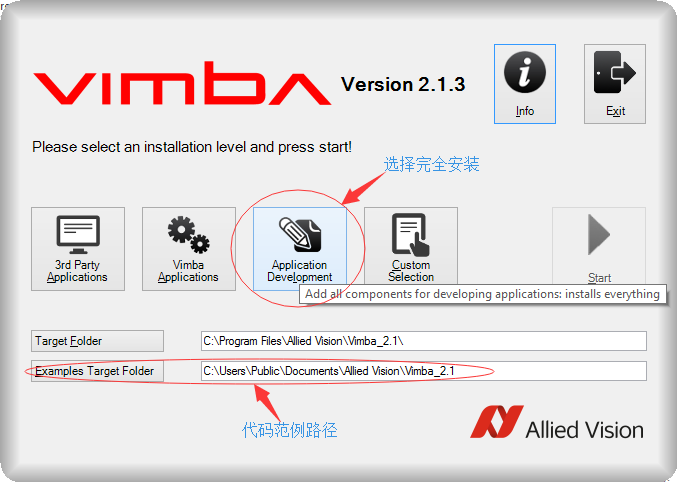 VIMBA
Version 2.1.3
Info
Exit
Please select an installation level and press start!
选择完全安装
3rd Party
Applications
Vimba
Applications
Application
Development
Custom
Selection
Start
Add all components for developing applications: installs everything
Target Folder
C:\Program Files\Allied Vision\Vimba_2.1\
Examples Target Folder
C:\Users\Public\Documents\Allied Vision\Vimba_2.1
代码范例路径
Allied Vision